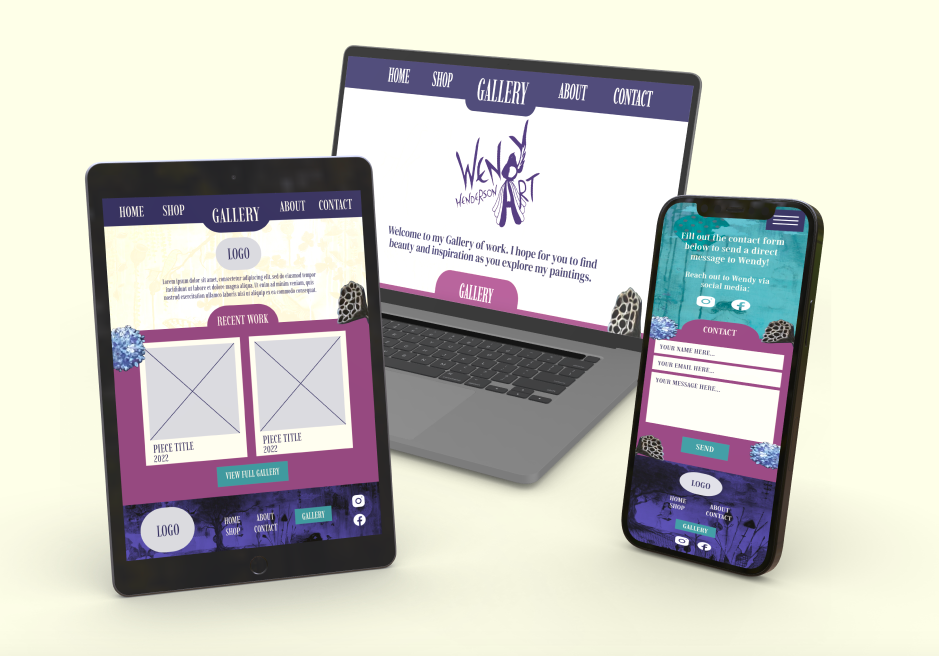 HOME SHOP GALLERY ABOUT CONTACT
WENDY
HENDERSON ART
Welcome to my Gallery of work. I hope for you to find
beauty and inspiration as you explore my paintings.
GALLERY
HOME SHOP GALLERY ABOUT CONTACT
LOGO
Lorem ipsum dolor sit amet, consectetur adipiscing elit, sed do eiusmod tempor
incididunt ut labore et dolore magna aliqua. Ut enim ad minim veniam, quis
nostrud exercitation ullamco laboris nisi ut aliquip ex ea commodo consequat.
RECENT WORK
PIECE TITLE
2022
PIECE TITLE
2022
VIEW FULL GALLERY
LOGO
HOME ABOUT GALLERY
SHOP CONTACT
Fill out the contact form
below to send a direct
message to Wendy!
Reach out to Wendy via
social media:
CONTACT
YOUR NAME HERE...
YOUR EMAIL HERE...
YOUR MESSAGE HERE...
SEND
LOGO
HOME ABOUT
SHOP CONTACT
GALLERY